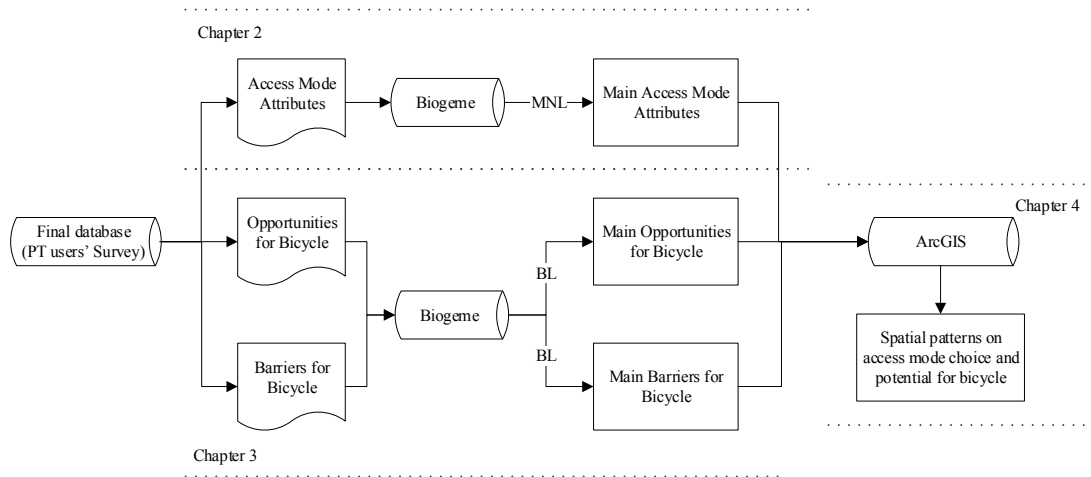 Chapter 2
Access Mode
Attributes
Biogeme
MNL
Main Access Mode
Attributes
Final database
(PT users' Survey)
Opportunities
for Bicycle
Barriers for
Bicycle
Biogeme
BL
BL
Main Opportunities
for Bicycle
Main Barriers for
Bicycle
Chapter 3
Chapter 4
ArcGIS
Spatial patterns on
access mode choice and
potential for bicycle